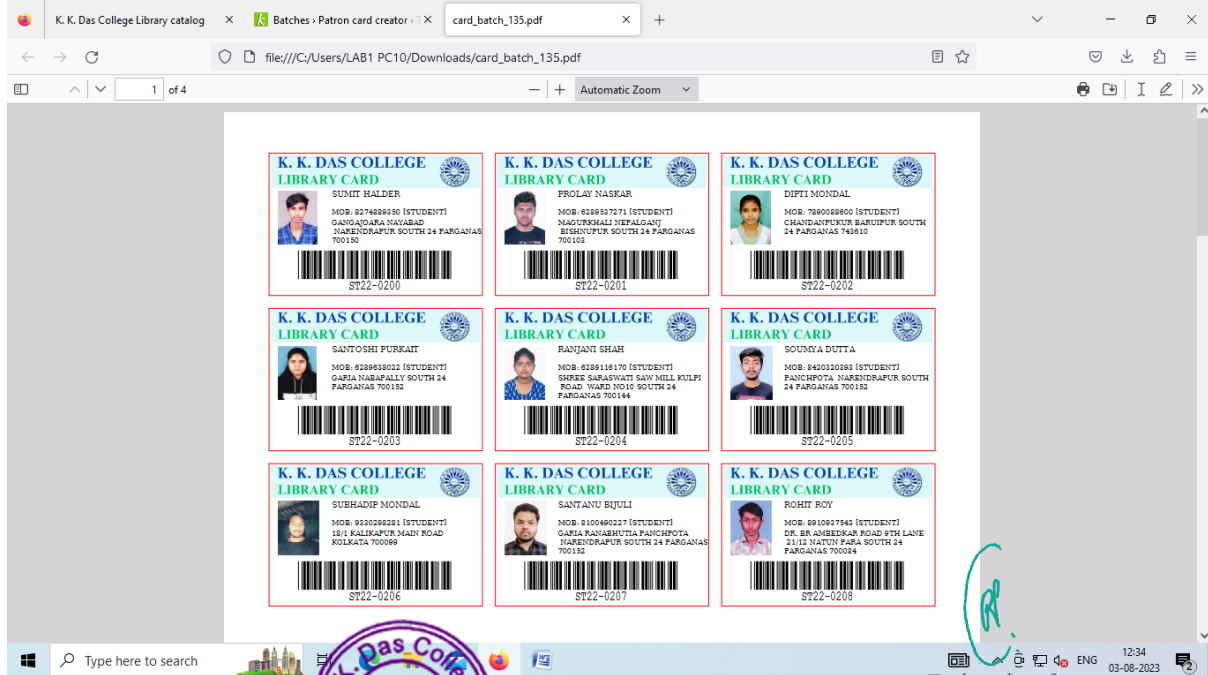 K. K. Das College Library catalog
Batches › Patron card creator › T
card_batch_135.pdf
file:///C:/Users/LAB1 PC10/Downloads/card_batch_135.pdf
1 of 4
Automatic Zoom
K. K. DAS COLLEGE
LIBRARY CARD
SUMIT HALDER
MOB: 8274889350 [STUDENT]
GANGAJOARA NAYABAD
NARENDRAPUR SOUTH 24 PARGANAS
700150
ST22-0200
K. K. DAS COLLEGE
LIBRARY CARD
PROLAY NASKAR
MOB: 6289537271 [STUDENT]
MAGURKHALI NEPALGANJ
BISHNUPUR SOUTH 24 PARGANAS
700103
ST22-0201
K. K. DAS COLLEGE
LIBRARY CARD
DIPTI MONDAL
MOB: 7890088600 [STUDENT]
CHANDANPUKUR BARUIPUR SOUTH
24 PARGANAS 743610
ST22-0202
K. K. DAS COLLEGE
LIBRARY CARD
SANTOSHI PURKAIT
MOB: 6289638022 [STUDENT]
GARIA NABAPALLY SOUTH 24
PARGANAS 700152
ST22-0203
K. K. DAS COLLEGE
LIBRARY CARD
RANJANI SHAH
MOB: 6289116170 [STUDENT]
SHREE SARASWATI SAW MILL KULPI
ROAD WARD NO10 SOUTH 24
PARGANAS 700144
ST22-0204
K. K. DAS COLLEGE
LIBRARY CARD
SOUMYA DUTTA
MOB: 8420320393 [STUDENT]
PANCHPOTA NARENDRAPUR SOUTH
24 PARGANAS 700152
ST22-0205
K. K. DAS COLLEGE
LIBRARY CARD
SUBHADIP MONDAL
MOB: 9330298281 [STUDENT]
18/1 KALIKAPUR MAIN ROAD
KOLKATA 700099
ST22-0206
K. K. DAS COLLEGE
LIBRARY CARD
SANTANU BIJULI
MOB: 8100490227 [STUDENT]
GARIA RANABHUTIA PANCHPOTA
NARENDRAPUR SOUTH 24 PARGANAS
700152
ST22-0207
K. K. DAS COLLEGE
LIBRARY CARD
ROHIT ROY
MOB: 8910937543 [STUDENT]
DR. BR AMBEDKAR ROAD 9TH LANE
21/12 NATUN PARA SOUTH 24
PARGANAS 700084
ST22-0208
K. Das Coll
Type here to search
ENG
12:34
03-08-2023
2